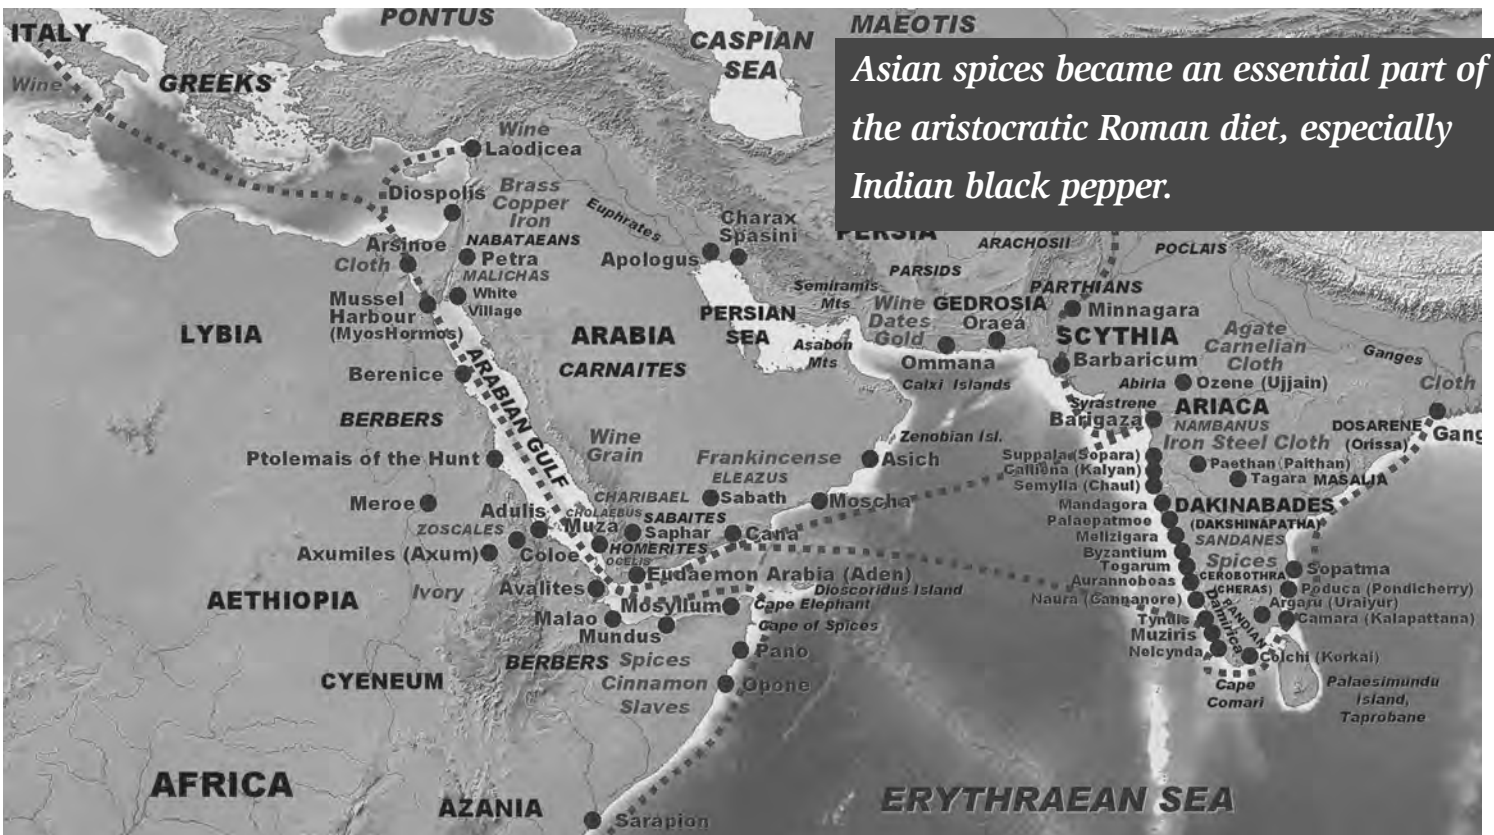 ITALY
PONTUS
MAEOTIS
CASPIAN
SEA
Asian spices became an essential part of
the aristocratic Roman diet, especially
Indian black pepper.
Wine
GREEKS
Wine
Laodicea
Diospolis
Brass
Copper
Iron
Euphrates
Charax
Spasini
Arsinoe
Cloth
NABATAEANS
Petra
MALICHAS
Apologus
PERSIA
ARACHOSII
POCLAIS
PARSIDS
Semiramis
Mts
PARTHIANS
Mussel
Harbour
(MyosHormos)
White
Village
Wine
Dates
Gold
GEDROSIA
Oraea
Minnagara
LYBIA
ARABIA
CARNAITES
PERSIAN
SEA
Asabon
Mts
Ommana
Calxi Islands
SCYTHIA
Barbaricum
Agate
Carnelian
Cloth
Ganges
Cloth
Berenice
ARABIAN GULF
Abiria
Ozene (Ujjain)
Syrastrene
BERBERS
Barigaza
ARIACA
NAMBANUS
Iron Steel Cloth
DOSARENE
(Orissa)
Gang
Ptolemais of the Hunt
Wine
Grain
Frankincense
ELEAZUS
Zenobian Isl.
Asich
Suppala (Sopara)
Calliena (Kalyan)
Semylla (Chaul)
Paethan (Paithan)
Tagara
MASALIA
Meroe
Adulis
CHARIBAEL
CHOLAEBUS
Sabath
Moscha
Mandagora
DAKINABADES
(DAKSHINAPATHA)
ZOSCALES
Muza
SABAITES
Saphar
Cana
Palaepatmoe
Melizigara
SANDANES
Axumiles (Axum)
Coloe
HOMERITES
OCELIS
Byzantium
Togarum
Spices
Eudaemon Arabia (Aden)
Aurannoboas
CEROBOTHRA
(CHERAS)
Sopatma
AETHIOPIA
Ivory
Avalites
Dioscoridus Island
Naura (Cannanore)
Poduca (Pondicherry)
Mosyllum
Cape Elephant
Argaru (Uraiyur)
Malao
Mundus
Cape of Spices
Tyndis
Damirica
PANDIAN
Camara (Kalapattana)
Muziris
Pano
Nelcynda
Colchi (Korkai)
BERBERS
Spices
Cinnamon
Slaves
CYENEUM
Opone
Cape
Comari
Palaesimundu
Island,
Taprobane
AFRICA
AZANIA
Sarapion
ERYTHRAEAN SEA